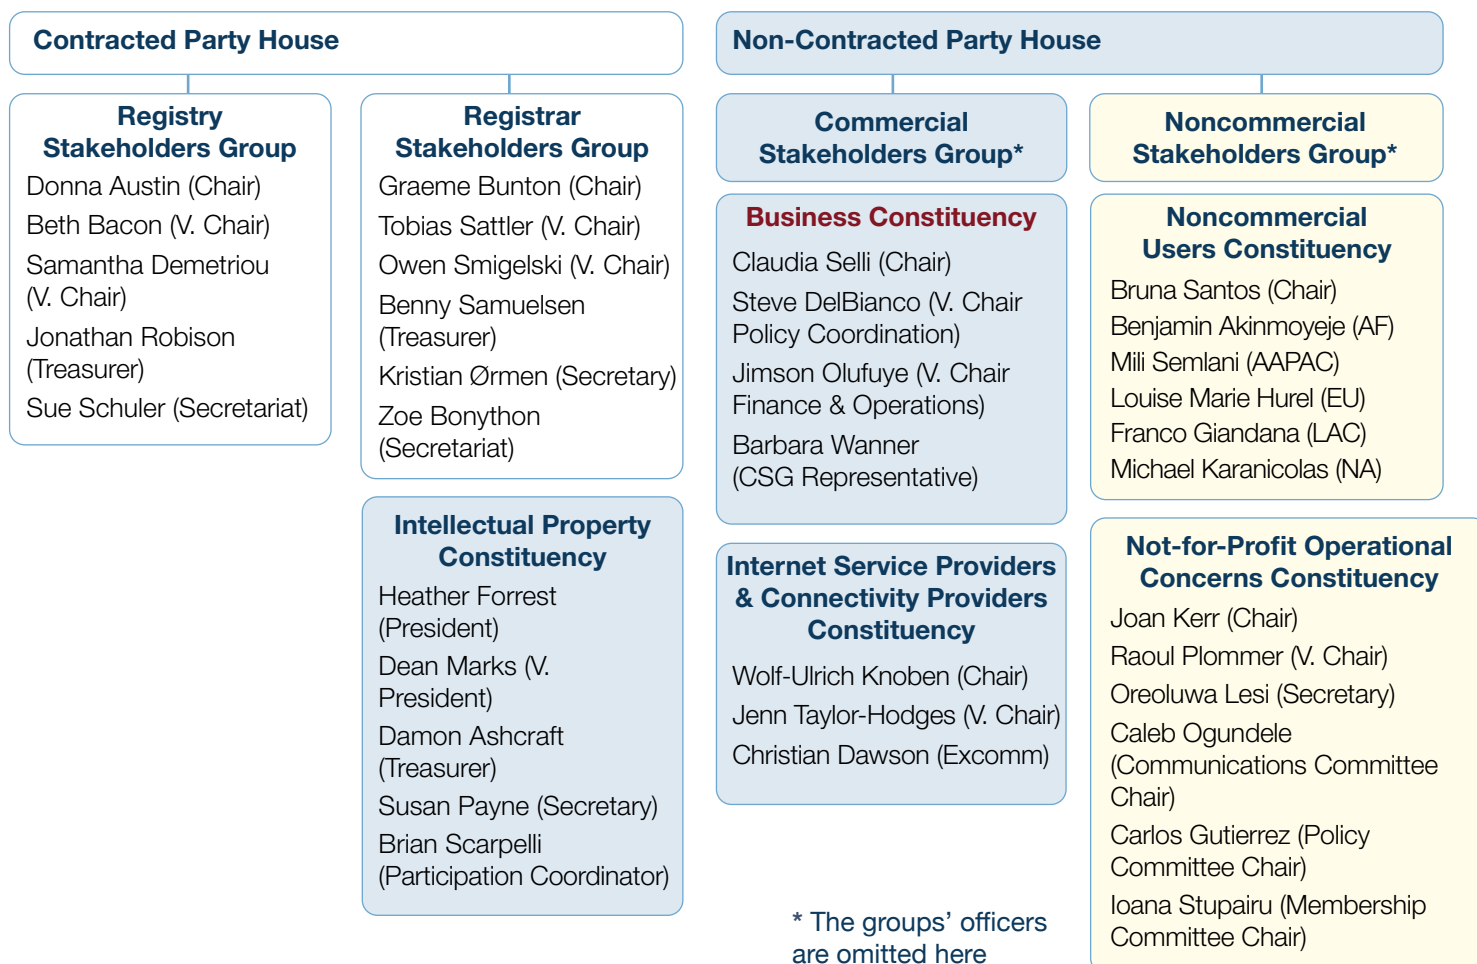 Contracted Party House
Non-Contracted Party House
Registry
Stakeholders Group
Donna Austin (Chair)
Beth Bacon (V. Chair)
Samantha Demetriou
(V. Chair)
Jonathan Robison
(Treasurer)
Sue Schuler (Secretariat)
Registrar
Stakeholders Group
Graeme Bunton (Chair)
Tobias Sattler (V. Chair)
Owen Smigelski (V. Chair)
Benny Samuelsen
(Treasurer)
Kristian Ørmen (Secretary)
Zoe Bonython
(Secretariat)
Commercial
Stakeholders Group*
Business Constituency
Claudia Selli (Chair)
Steve DelBianco (V. Chair
Policy Coordination)
Jimson Olufuye (V. Chair
Finance & Operations)
Barbara Wanner
(CSG Representative)
Intellectual Property
Constituency
Heather Forrest
(President)
Dean Marks (V.
President)
Damon Ashcraft
(Treasurer)
Susan Payne (Secretary)
Brian Scarpelli
(Participation Coordinator)
Internet Service Providers
& Connectivity Providers
Constituency
Wolf-Ulrich Knoben (Chair)
Jenn Taylor-Hodges (V. Chair)
Christian Dawson (Excomm)
Noncommercial
Stakeholders Group*
Noncommercial
Users Constituency
Bruna Santos (Chair)
Benjamin Akinmoyeje (AF)
Mili Semlani (AAPAC)
Louise Marie Hurel (EU)
Franco Giandana (LAC)
Michael Karanicolas (NA)
Not-for-Profit Operational
Concerns Constituency
Joan Kerr (Chair)
Raoul Plommer (V. Chair)
Oreoluwa Lesi (Secretary)
Caleb Ogundele
(Communications Committee
Chair)
Carlos Gutierrez (Policy
Committee Chair)
Ioana Stupairu (Membership
Committee Chair)
* The groups’ officers
are omitted here